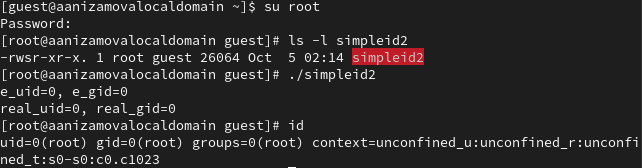 [guest@aanizamovalocaldomain ~]$ su root
Password:
[root@aanizamovalocaldomain guest]# ls -l simpleid2
-rwsr-xr-x. 1 root guest 26064 Oct  5 02:14 simpleid2
[root@aanizamovalocaldomain guest]# ./simpleid2
e_uid=0, e_gid=0
real_uid=0, real_gid=0
[root@aanizamovalocaldomain guest]# id
uid=0(root) gid=0(root) groups=0(root) context=unconfined_u:unconfined_r:unconfi
ned_t:s0-s0:c0.c1023